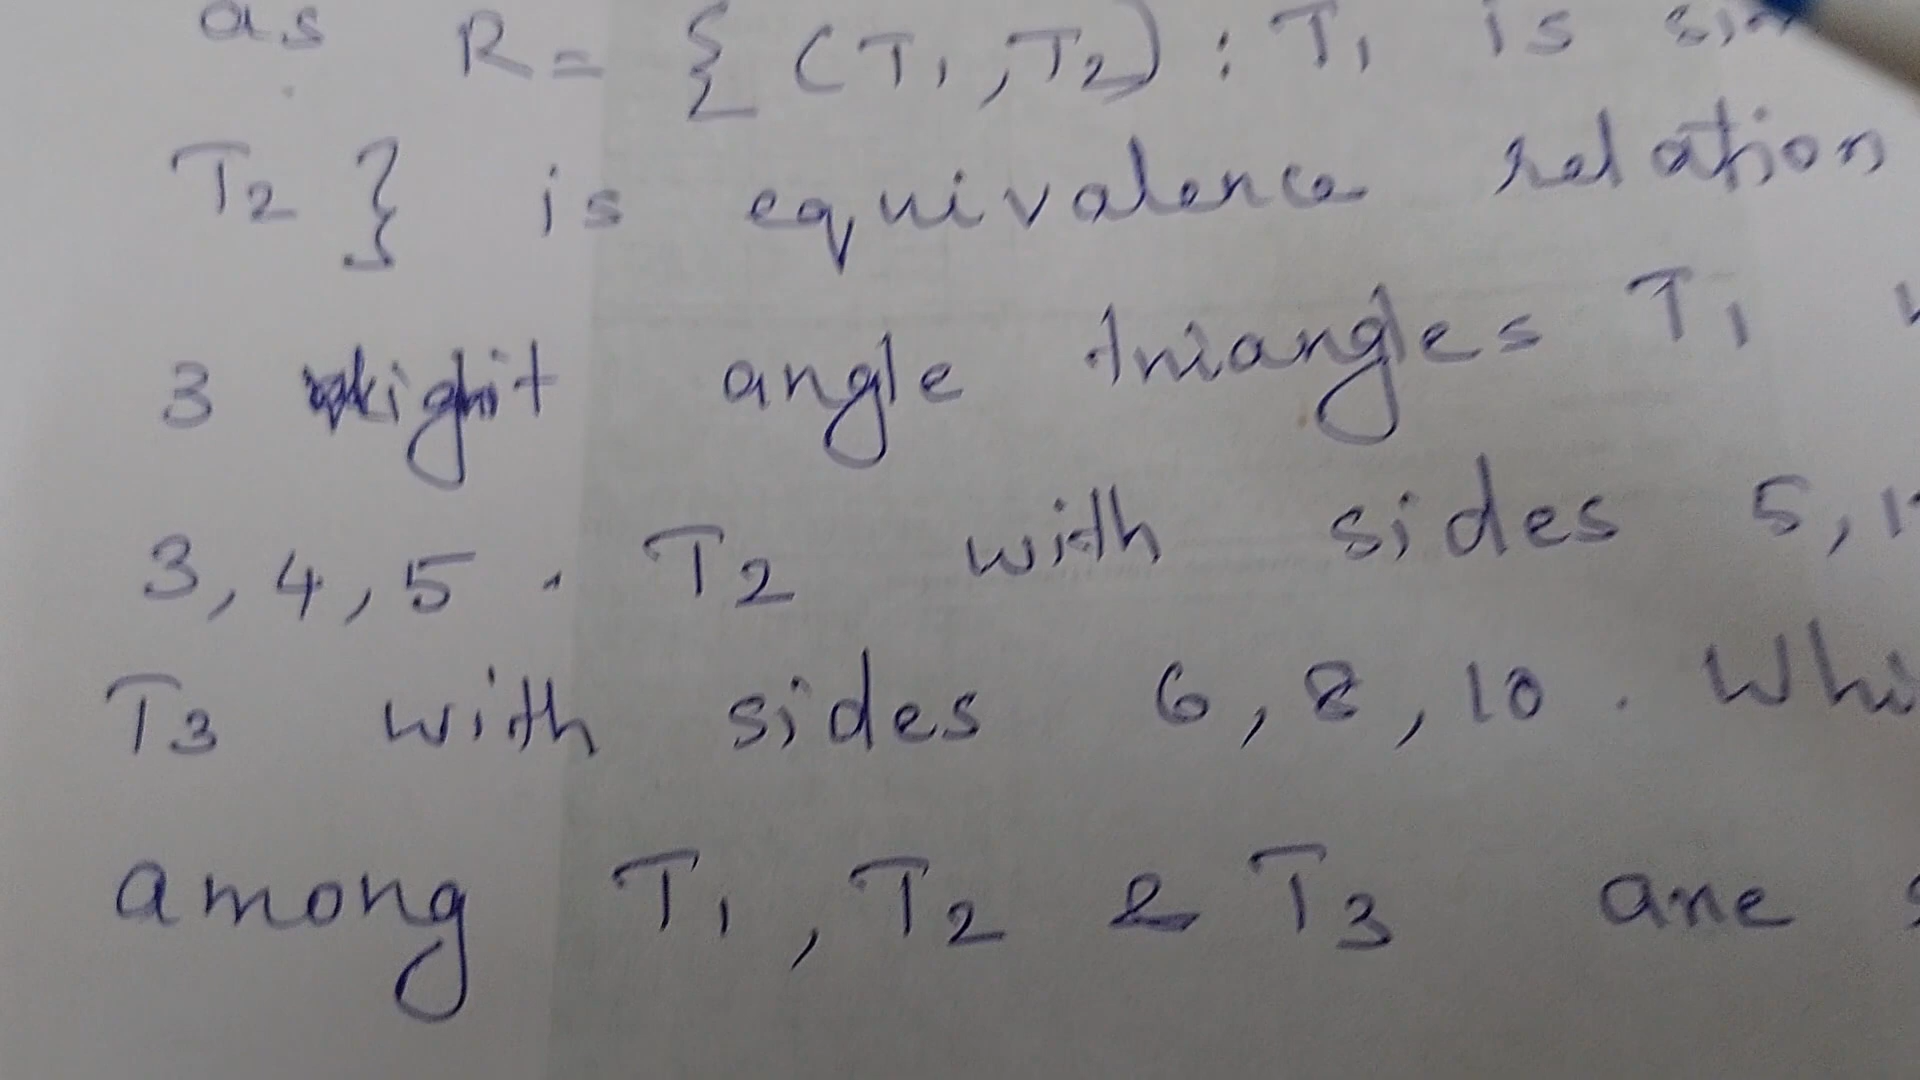 as R = { (T1, T2) : T1 is
T2 } is equivalence relation
3 right angle triangles T1
3, 4, 5 . T2 with sides 5,
T3 with sides 6, 8, 10 .
among T1, T2 & T3 are